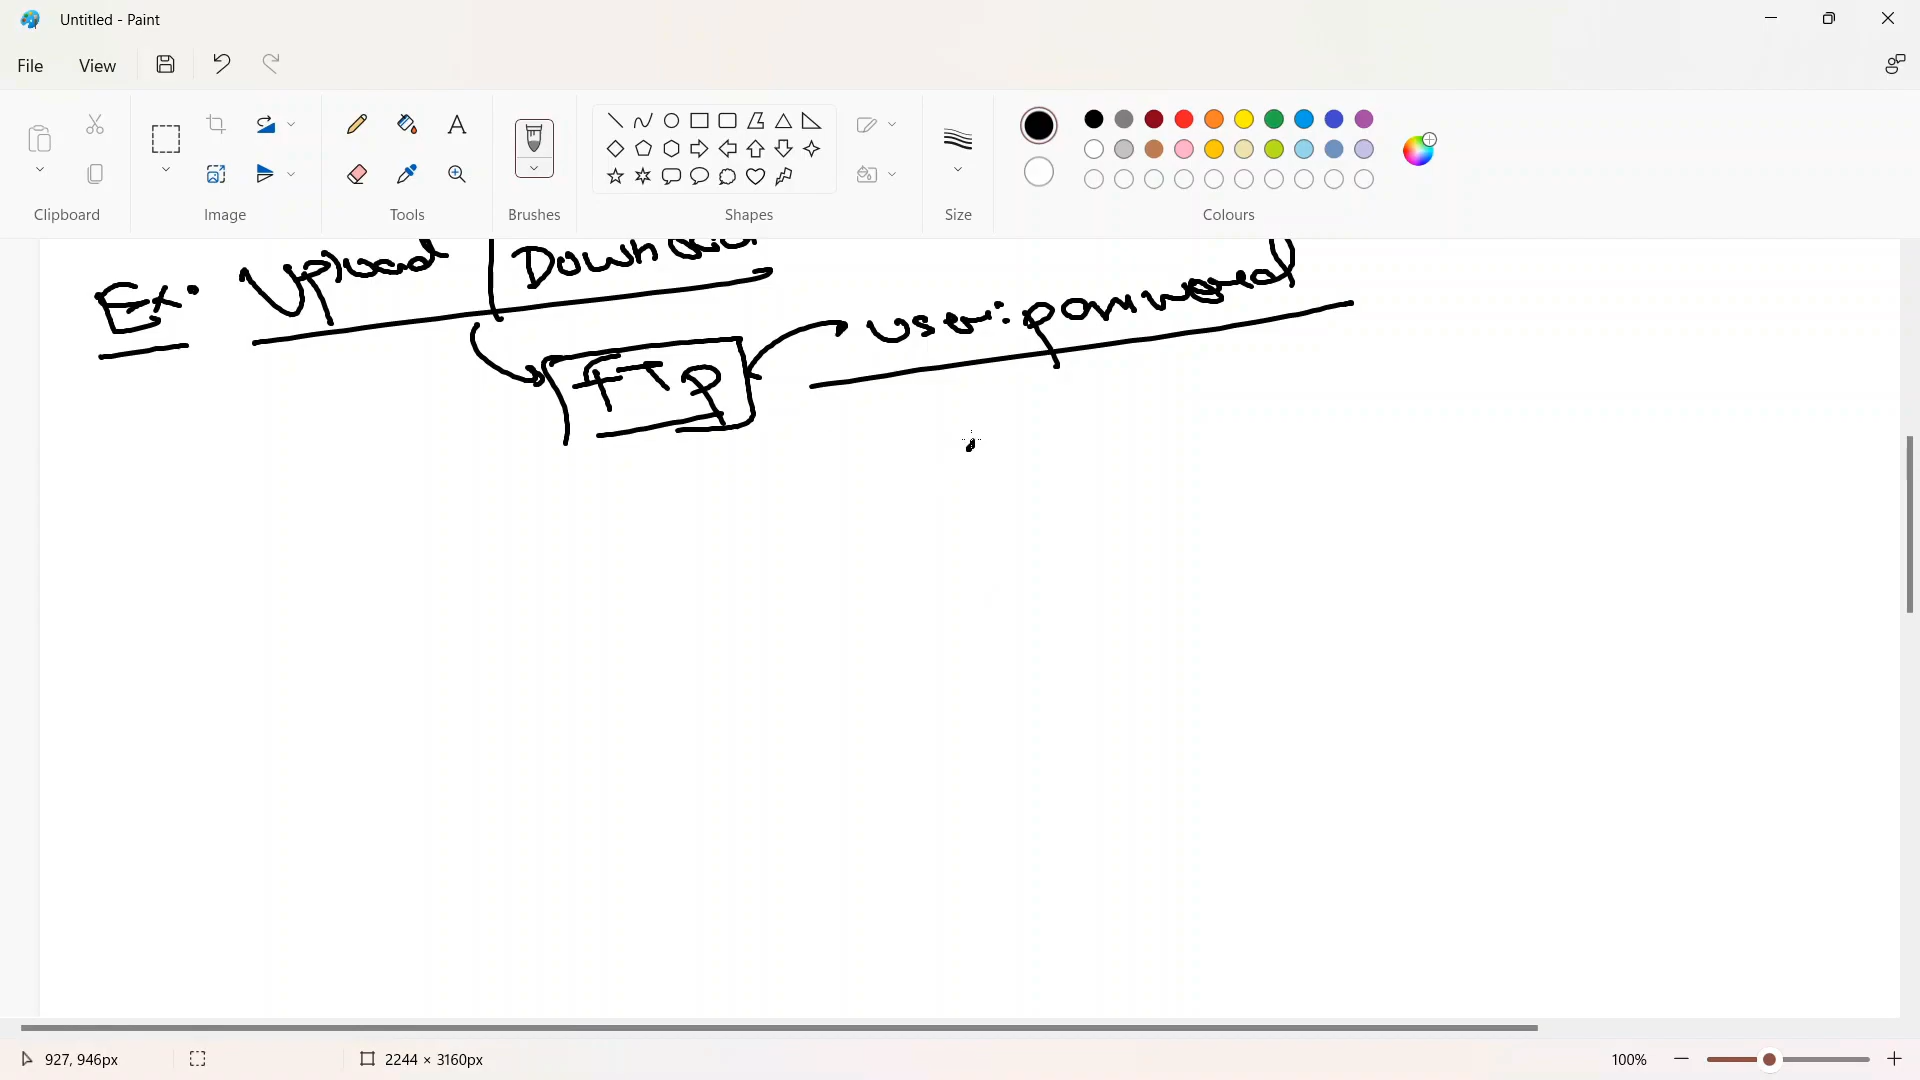 Untitled - Paint
File View
Clipboard Image Tools Brushes Shapes Size Colours
Ex: Upload | Download
user: password
FTP
927, 946px 2244 × 3160px 100%